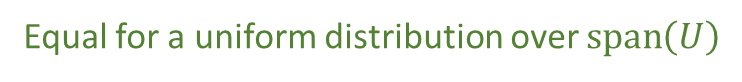 Equal for a uniform distribution over span(𝑈)